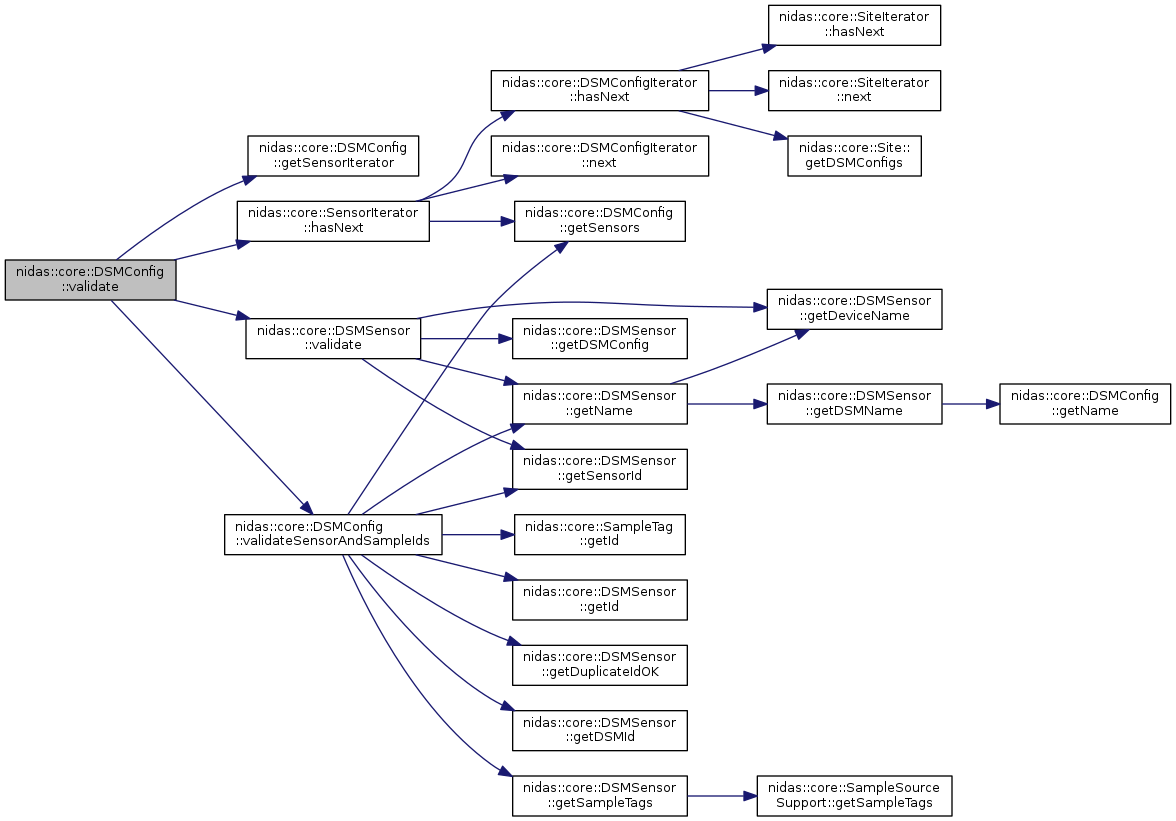 nidas::core::SiteIterator
::hasNext
nidas::core::DSMConfigIterator
::hasNext
nidas::core::SiteIterator
::next
nidas::core::DSMConfig
::getSensorIterator
nidas::core::DSMConfigIterator
::next
nidas::core::Site::
getDSMConfigs
nidas::core::SensorIterator
::hasNext
nidas::core::DSMConfig
::getSensors
nidas::core::DSMConfig
::validate
nidas::core::DSMSensor
::getDeviceName
nidas::core::DSMSensor
::validate
nidas::core::DSMSensor
::getDSMConfig
nidas::core::DSMSensor
::getName
nidas::core::DSMSensor
::getDSMName
nidas::core::DSMConfig
::getName
nidas::core::DSMSensor
::getSensorId
nidas::core::DSMConfig
::validateSensorAndSampleIds
nidas::core::SampleTag
::getId
nidas::core::DSMSensor
::getId
nidas::core::DSMSensor
::getDuplicateIdOK
nidas::core::DSMSensor
::getDSMId
nidas::core::DSMSensor
::getSampleTags
nidas::core::SampleSource
Support::getSampleTags